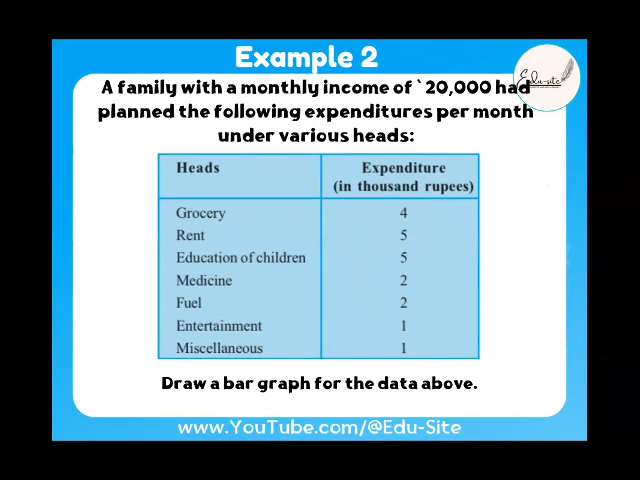 Example 2
Edu-site
A family with a monthly income of ` 20,000 had
planned the following expenditures per month
under various heads:
Heads Expenditure
(in thousand rupees)
Grocery 4
Rent 5
Education of children 5
Medicine 2
Fuel 2
Entertainment 1
Miscellaneous 1
Draw a bar graph for the data above.
www.YouTube.com/@Edu-Site